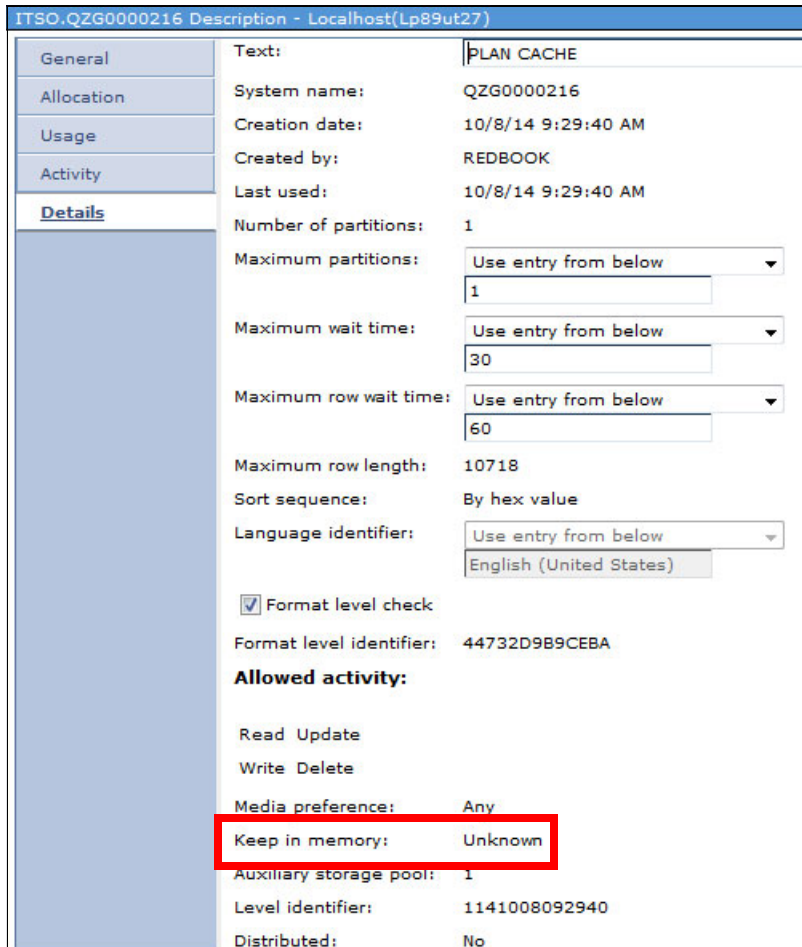 ITSO.QZG0000216 Description - Localhost(Lp89ut27)
General
Allocation
Usage
Activity
Details
Text: PLAN CACHE
System name: QZG0000216
Creation date: 10/8/14 9:29:40 AM
Created by: REDBOOK
Last used: 10/8/14 9:29:40 AM
Number of partitions: 1
Maximum partitions: Use entry from below
1
Maximum wait time: Use entry from below
30
Maximum row wait time: Use entry from below
60
Maximum row length: 10718
Sort sequence: By hex value
Language identifier: Use entry from below
English (United States)
Format level check
Format level identifier: 44732D9B9CEBA
Allowed activity:
Read Update
Write Delete
Media preference: Any
Keep in memory: Unknown
Auxiliary storage pool: 1
Level identifier: 1141008092940
Distributed: No